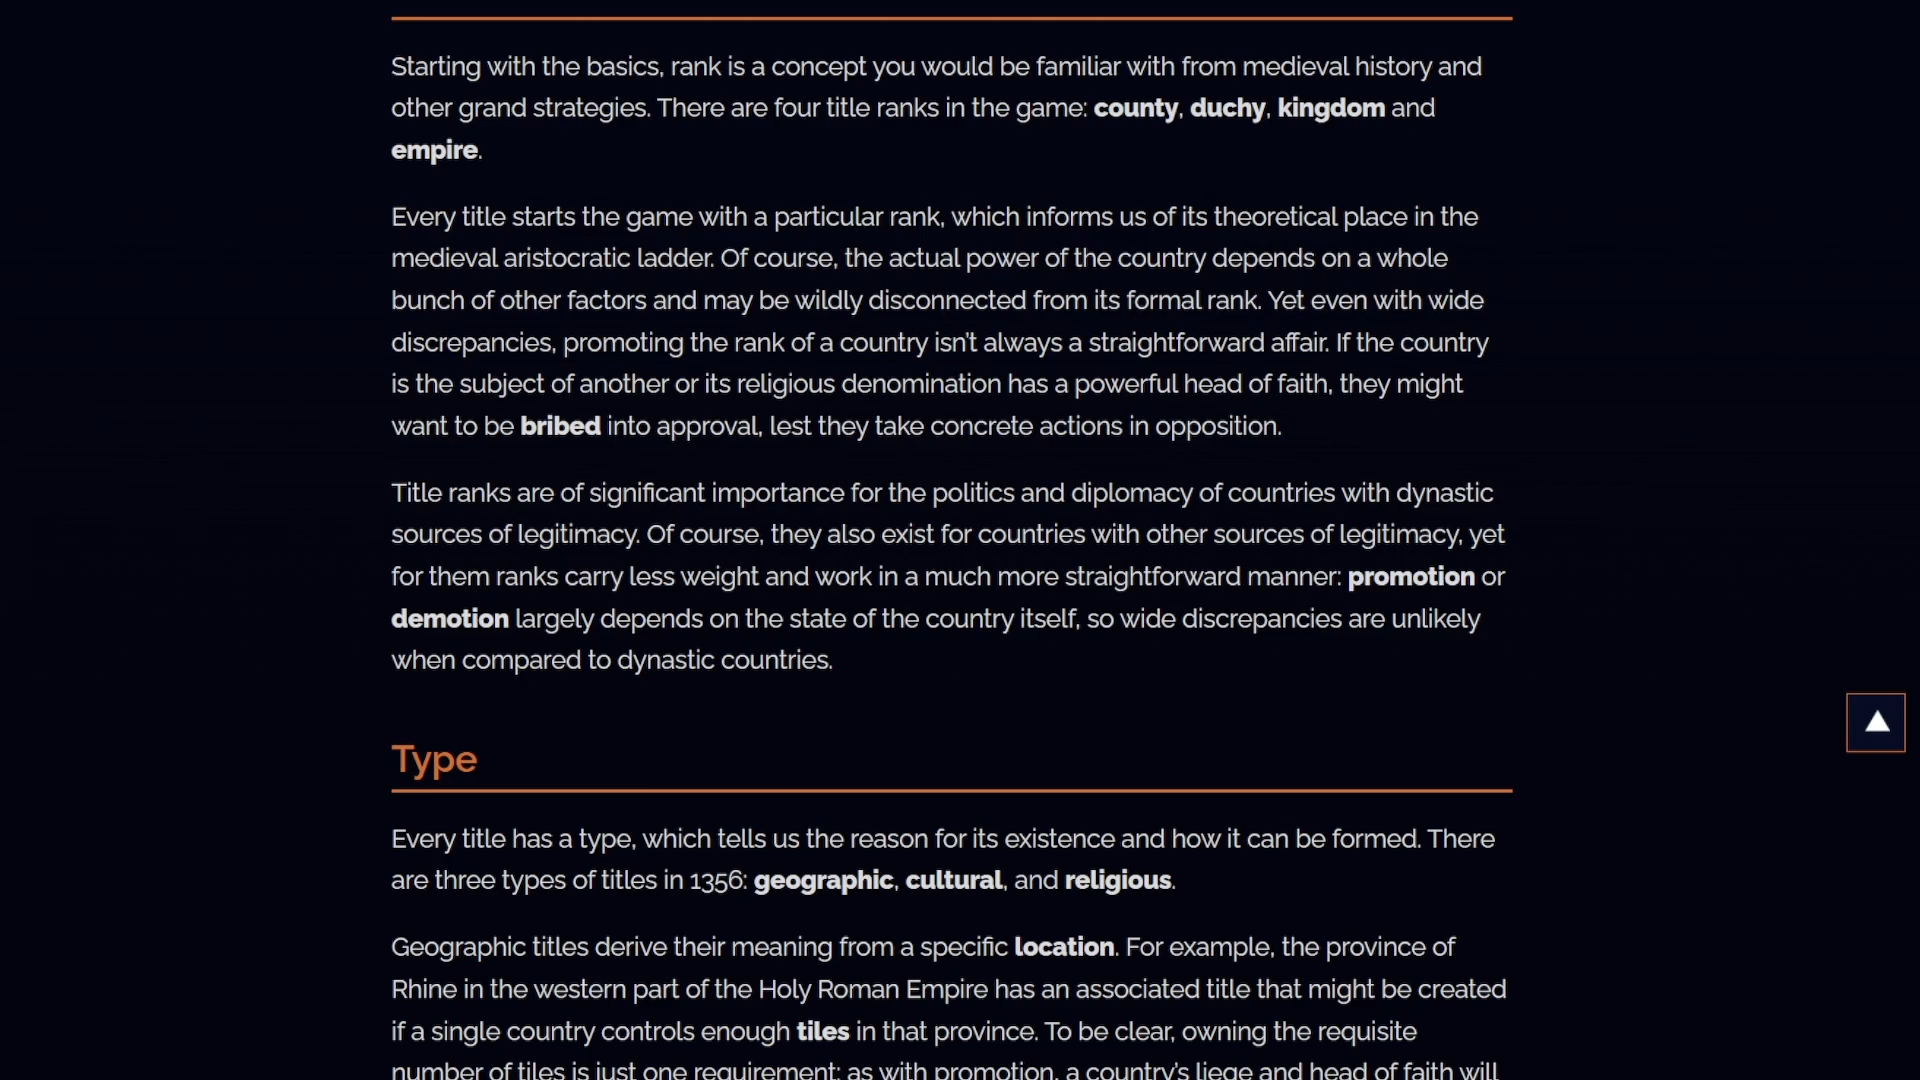 Starting with the basics, rank is a concept you would be familiar with from medieval history and
other grand strategies. There are four title ranks in the game: county, duchy, kingdom and
empire.
Every title starts the game with a particular rank, which informs us of its theoretical place in the
medieval aristocratic ladder. Of course, the actual power of the country depends on a whole
bunch of other factors and may be wildly disconnected from its formal rank. Yet even with wide
discrepancies, promoting the rank of a country isn't always a straightforward affair. If the country
is the subject of another or its religious denomination has a powerful head of faith, they might
want to be bribed into approval, lest they take concrete actions in opposition.
Title ranks are of significant importance for the politics and diplomacy of countries with dynastic
sources of legitimacy. Of course, they also exist for countries with other sources of legitimacy, yet
for them ranks carry less weight and work in a much more straightforward manner: promotion or
demotion largely depends on the state of the country itself, so wide discrepancies are unlikely
when compared to dynastic countries.
Type
Every title has a type, which tells us the reason for its existence and how it can be formed. There
are three types of titles in 1356: geographic, cultural, and religious.
Geographic titles derive their meaning from a specific location. For example, the province of
Rhine in the western part of the Holy Roman Empire has an associated title that might be created
if a single country controls enough tiles in that province. To be clear, owning the requisite
number of tiles is just one requirement: as with promotion, a country's liege and head of faith will